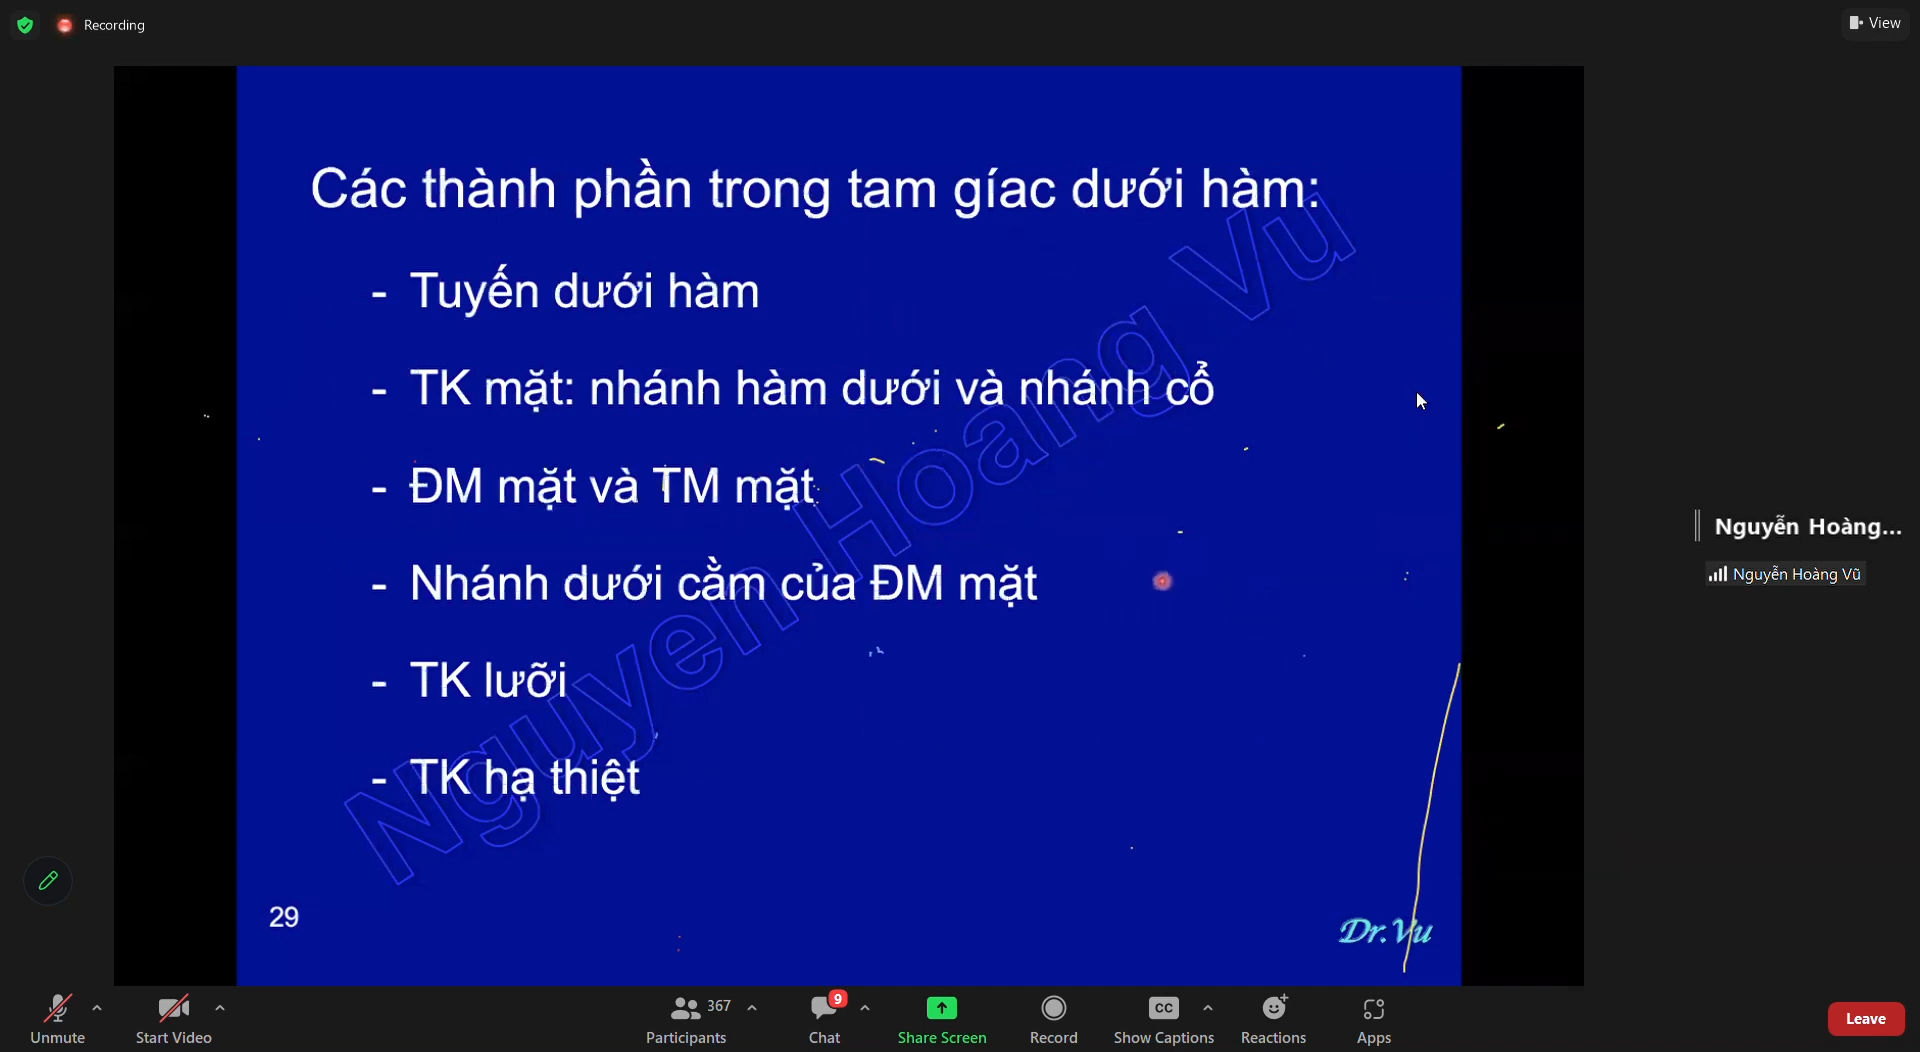 Recording
View
Các thành phần trong tam gíac dưới hàm:
- Tuyến dưới hàm
- TK mặt: nhánh hàm dưới và nhánh cổ
- ĐM mặt và TM mặt
- Nhánh dưới cằm của ĐM mặt
- TK lưỡi
- TK hạ thiệt
Nguyen Hoang Vu
29
Dr.Vu
Nguyễn Hoàng...
Nguyễn Hoàng Vũ
Unmute
Start Video
367
Participants
9
Chat
Share Screen
Record
CC
Show Captions
Reactions
Apps
Leave